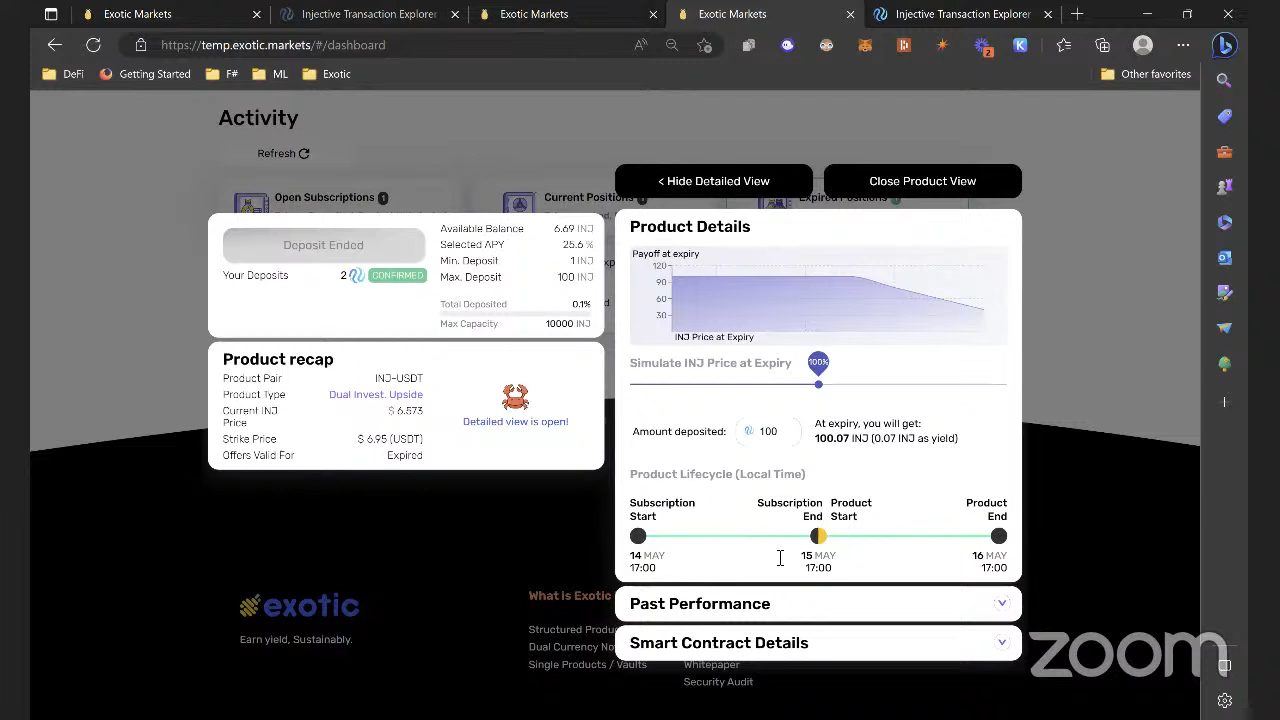 Exotic Markets
Injective Transaction Explorer
Exotic Markets
Exotic Markets
Injective Transaction Explorer
https://temp.exotic.markets/#/dashboard
2
DeFi
Getting Started
F#
ML
Exotic
Other favorites
Activity
Refresh
Open Subscriptions 1
Current Positions 1
Expired Positions
< Hide Detailed View
Close Product View
Deposit Ended
Your Deposits 2 CONFIRMED
Available Balance 6.69 INJ
Selected APY 25.6 %
Min. Deposit 1 INJ
Max. Deposit 100 INJ
Total Deposited 0.1%
Max Capacity 10000 INJ
Product recap
Product Pair INJ-USDT
Product Type Dual Invest. Upside
Current INJ Price $ 6.573
Strike Price $ 6.95 (USDT)
Offers Valid For Expired
Detailed view is open!
Product Details
Payoff at expiry
120
90
60
30
INJ Price at Expiry
Simulate INJ Price at Expiry
100%
Amount deposited: 100
At expiry, you will get:
100.07 INJ (0.07 INJ as yield)
Product Lifecycle (Local Time)
Subscription Start
Subscription End
Product Start
Product End
14 MAY
17:00
15 MAY
17:00
16 MAY
17:00
Past Performance
Smart Contract Details
exotic
Earn yield, Sustainably.
What is Exotic
Structured Produ
Dual Currency No
Single Products / Vaults
Whitepaper
Security Audit
zoom